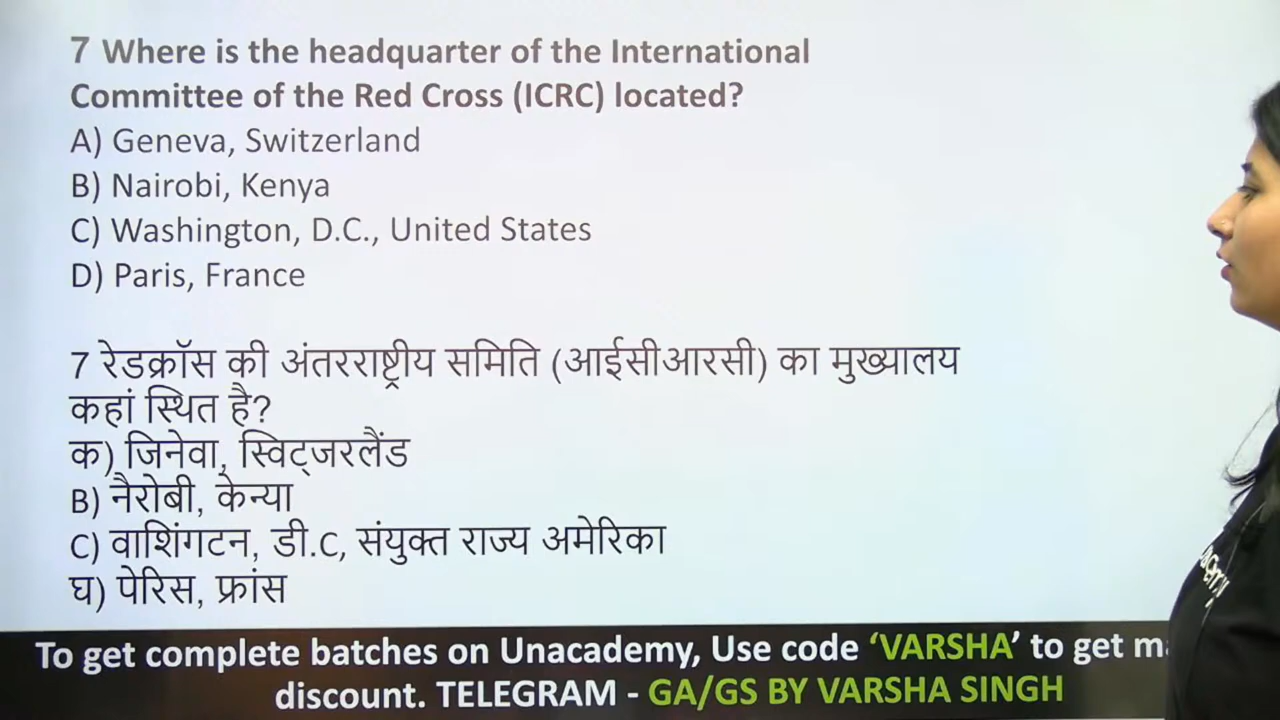 7 Where is the headquarter of the International
Committee of the Red Cross (ICRC) located?
A) Geneva, Switzerland
B) Nairobi, Kenya
C) Washington, D.C., United States
D) Paris, France
7 रेडक्रॉस की अंतरराष्ट्रीय समिति (आईसीआरसी) का मुख्यालय
कहां स्थित है?
क) जिनेवा, स्विट्जरलैंड
B) नैरोबी, केन्या
C) वाशिंगटन, डी.C, संयुक्त राज्य अमेरिका
घ) पेरिस, फ्रांस
To get complete batches on Unacademy, Use code ‘VARSHA’ to get
discount. TELEGRAM - GA/GS BY VARSHA SINGH